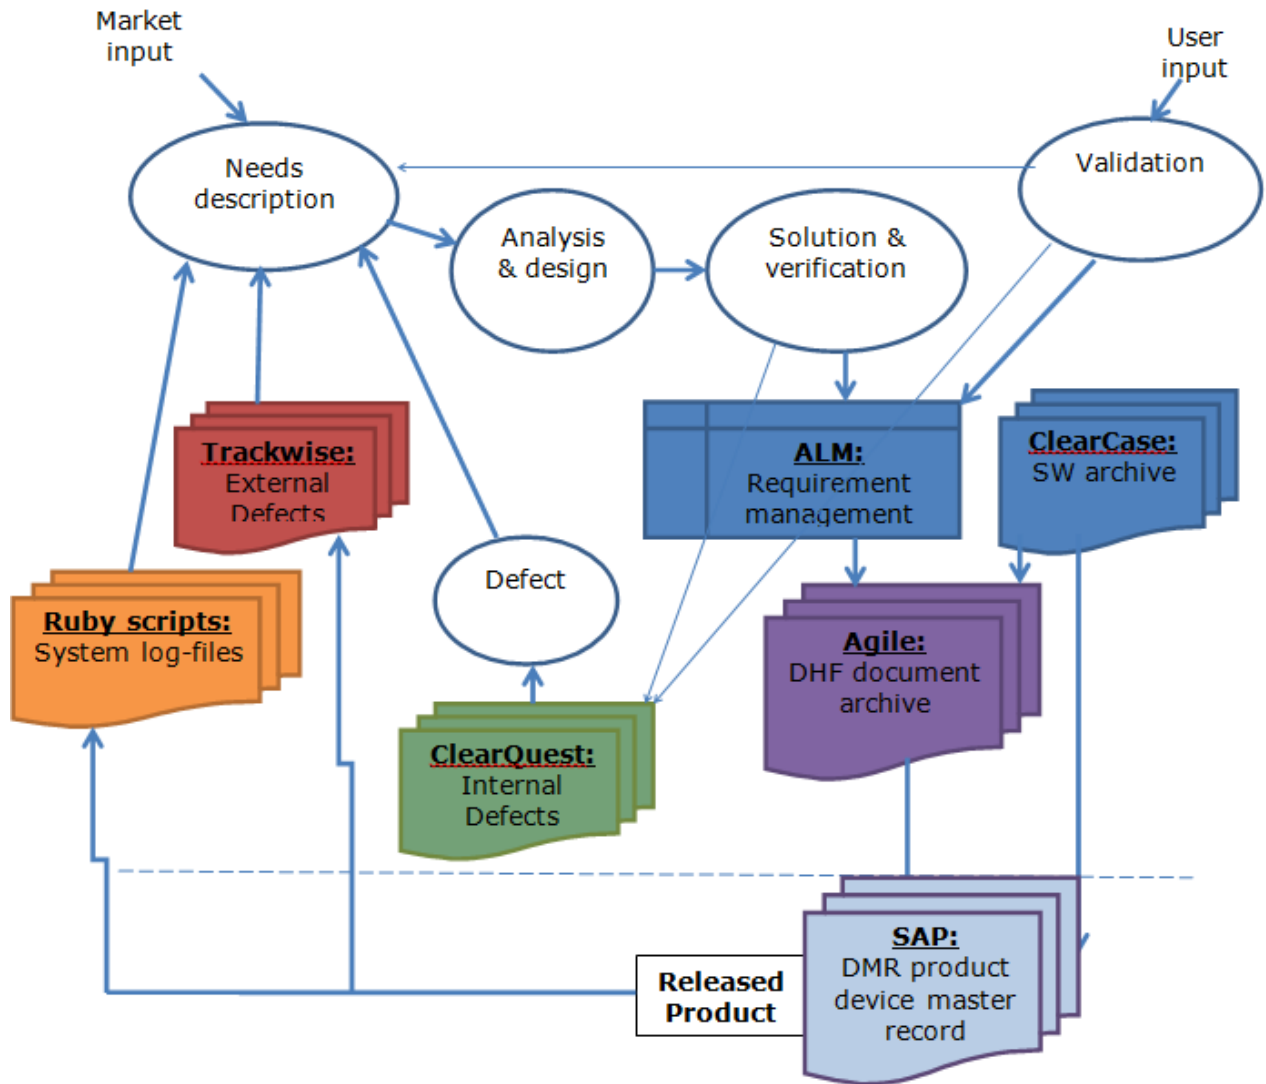 Market
input
User
input
Needs
description
Validation
Analysis
& design
Solution &
verification
Trackwise:
External
Defects
ALM:
Requirement
management
ClearCase:
SW archive
Defect
Ruby scripts:
System log-files
Agile:
DHF document
archive
ClearQuest:
Internal
Defects
SAP:
DMR product
device master
record
Released
Product